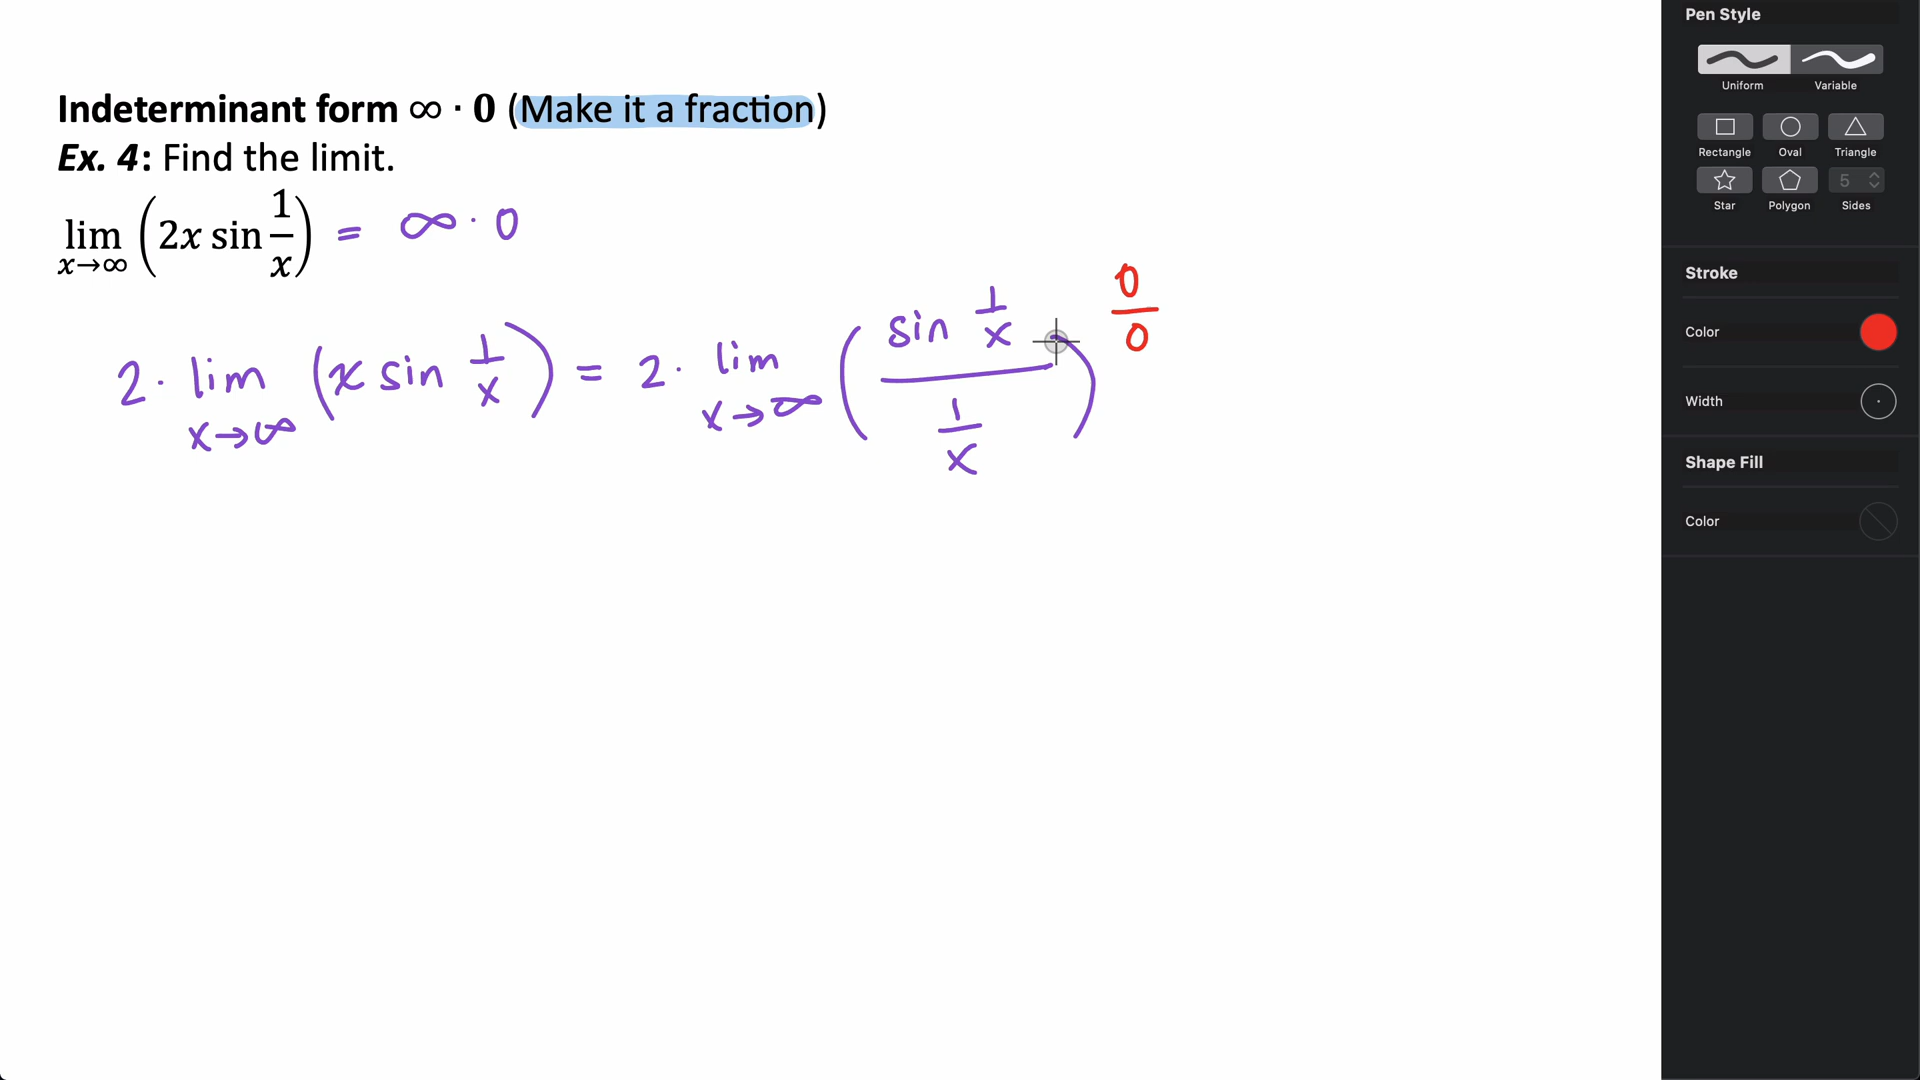 Indeterminant form ∞ · 0 (Make it a fraction)
Ex. 4: Find the limit.
lim x→∞ (2x sin 1/x) = ∞ · 0
2 · lim x→∞ (x sin 1/x) = 2 · lim x→∞ (sin 1/x / 1/x) 0/0
Pen Style
Uniform Variable
Rectangle Oval Triangle
5
Star Polygon Sides
Stroke
Color
Width
Shape Fill
Color